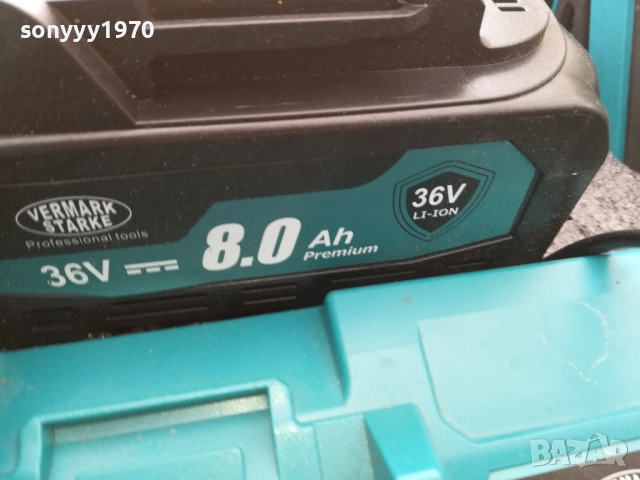 sonyyy1970
VERMARK
STARKE
Professional tools
36V
8.0 Ah
Premium
36V
LI-ION
BAZAR